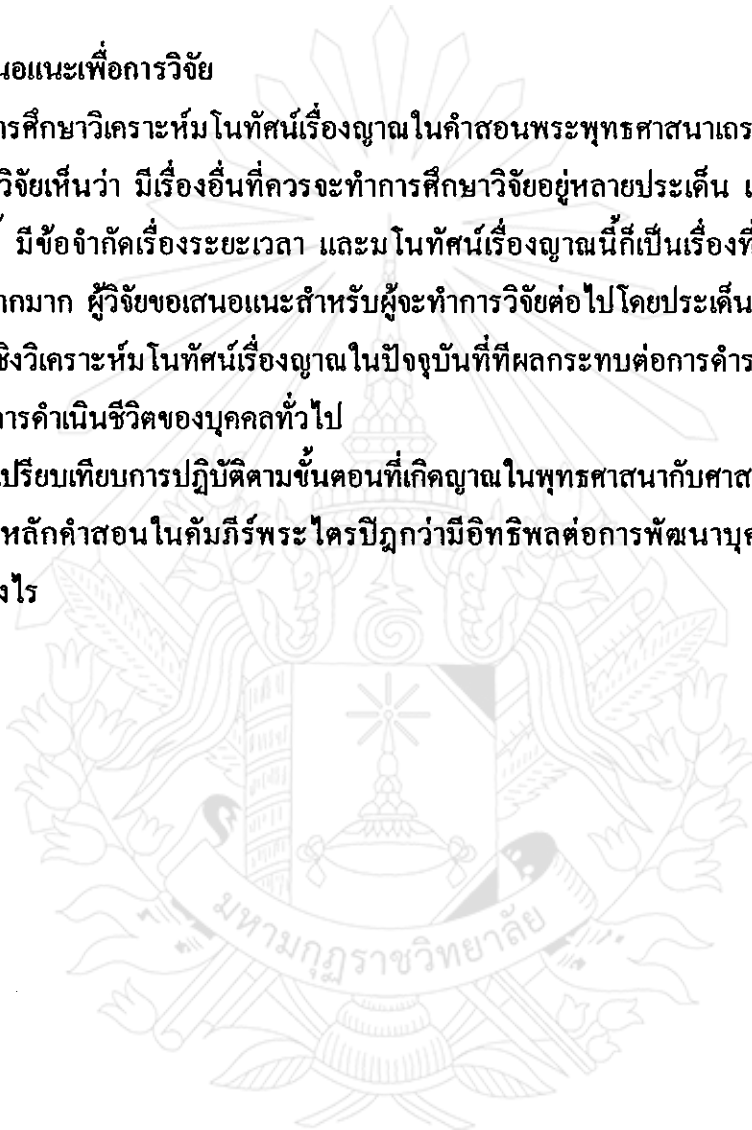 นอแนะเพื่อการวิจัย
ารศึกษาวิเคราะห์มโนทัศน์เรื่องญาณในคำสอนพระพุทธศาสนาเถร
วิจัยเห็นว่า มีเรื่องอื่นที่ควรจะทำการศึกษาวิจัยอยู่หลายประเด็น เ
มีข้อจำกัดเรื่องระยะเวลา และมโนทัศน์เรื่องญาณนี้ก็เป็นเรื่องที่
ากมาก ผู้วิจัยขอเสนอแนะสำหรับผู้จะทำการวิจัยต่อไปโดยประเด็น
ชิงวิเคราะห์มโนทัศน์เรื่องญาณในปัจจุบันที่ทีผลกระทบต่อการคำร
การคำเนินชีวิตของบุคคลทั่วไป
เปรียบเทียบการปฏิบัติตามขั้นตอนที่เกิดญาณในพุทธศาสนากับศาส
หลักคำสอนในคัมภีร์พระไตรปิฎกว่ามีอิทธิพลต่อการพัฒนาบุค
งไร
มหามกุฏราชวิทยาลัย